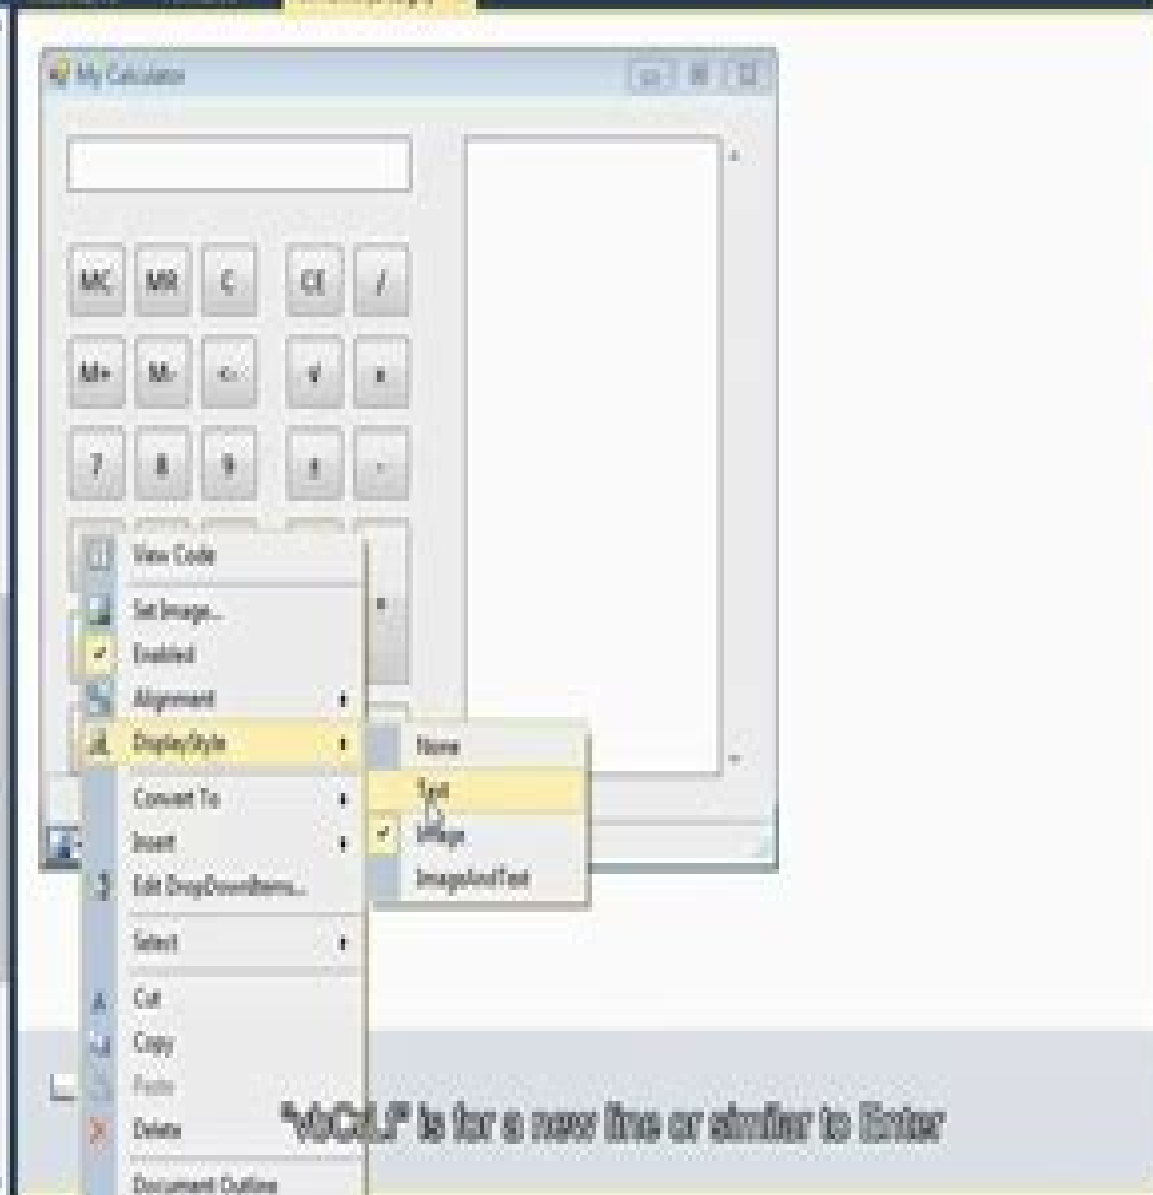 My Calculator
MC MR C CE /
M+ M- <- √ x
7 8 9 ± -
View Code
Set Image...
Enabled
Alignment
DisplayStyle
None
Text
Image
ImageAndText
Convert To
Insert
Edit DropDownItems...
Select
Cut
Copy
Paste
Delete
Document Outline
"vbCrLf" is for a new line or similar to Enter